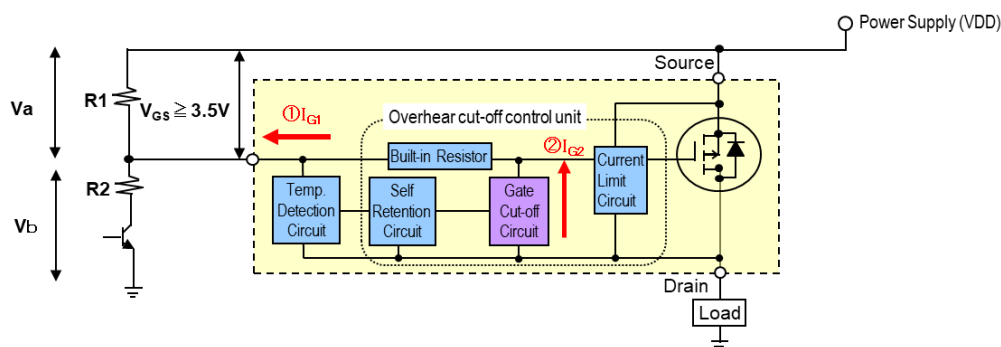 Power Supply (VDD)
Source
Va
R1
VGS ≧ 3.5V
①IG1
Overhear cut-off control unit
Built-in Resistor
②IG2
Current
Limit
Circuit
R2
Temp.
Detection
Circuit
Self
Retention
Circuit
Gate
Cut-off
Circuit
Vb
Drain
Load